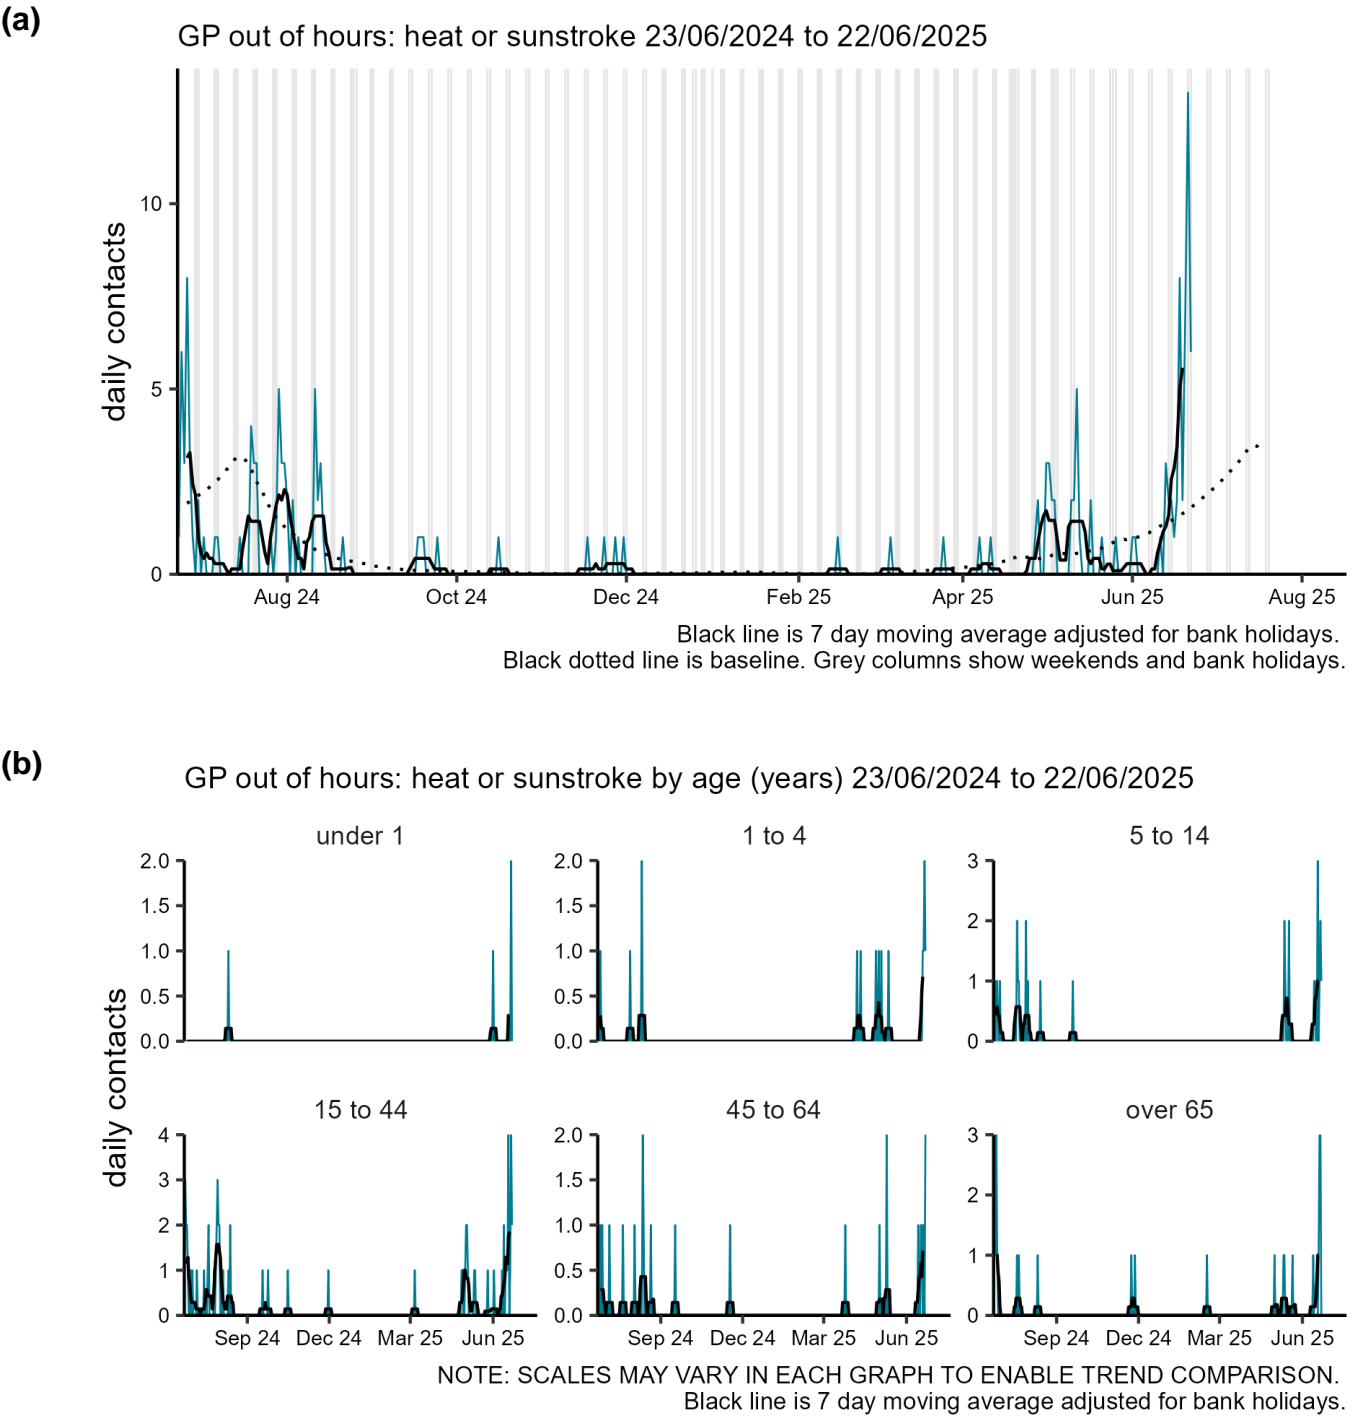 (a)
GP out of hours: heat or sunstroke 23/06/2024 to 22/06/2025
daily contacts
10
5
0
Aug 24 Oct 24 Dec 24 Feb 25 Apr 25 Jun 25 Aug 25
Black line is 7 day moving average adjusted for bank holidays.
Black dotted line is baseline. Grey columns show weekends and bank holidays.
(b)
GP out of hours: heat or sunstroke by age (years) 23/06/2024 to 22/06/2025
daily contacts
under 1
2.0
1.5
1.0
0.5
0.0
1 to 4
2.0
1.5
1.0
0.5
0.0
5 to 14
3
2
1
0
15 to 44
4
3
2
1
0
Sep 24 Dec 24 Mar 25 Jun 25
45 to 64
2.0
1.5
1.0
0.5
0.0
Sep 24 Dec 24 Mar 25 Jun 25
over 65
3
2
1
0
Sep 24 Dec 24 Mar 25 Jun 25
NOTE: SCALES MAY VARY IN EACH GRAPH TO ENABLE TREND COMPARISON.
Black line is 7 day moving average adjusted for bank holidays.